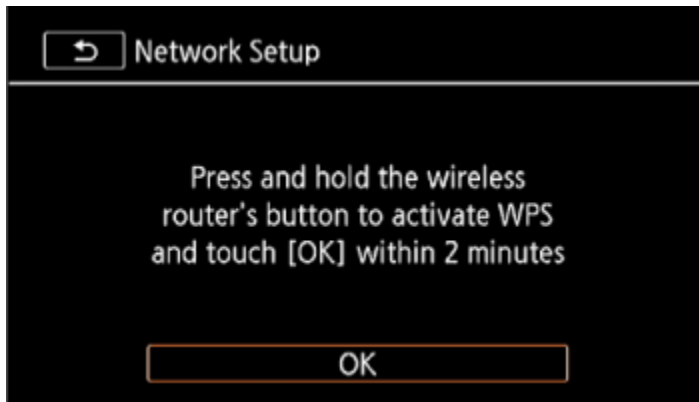 Network Setup
Press and hold the wireless
router's button to activate WPS
and touch [OK] within 2 minutes
OK